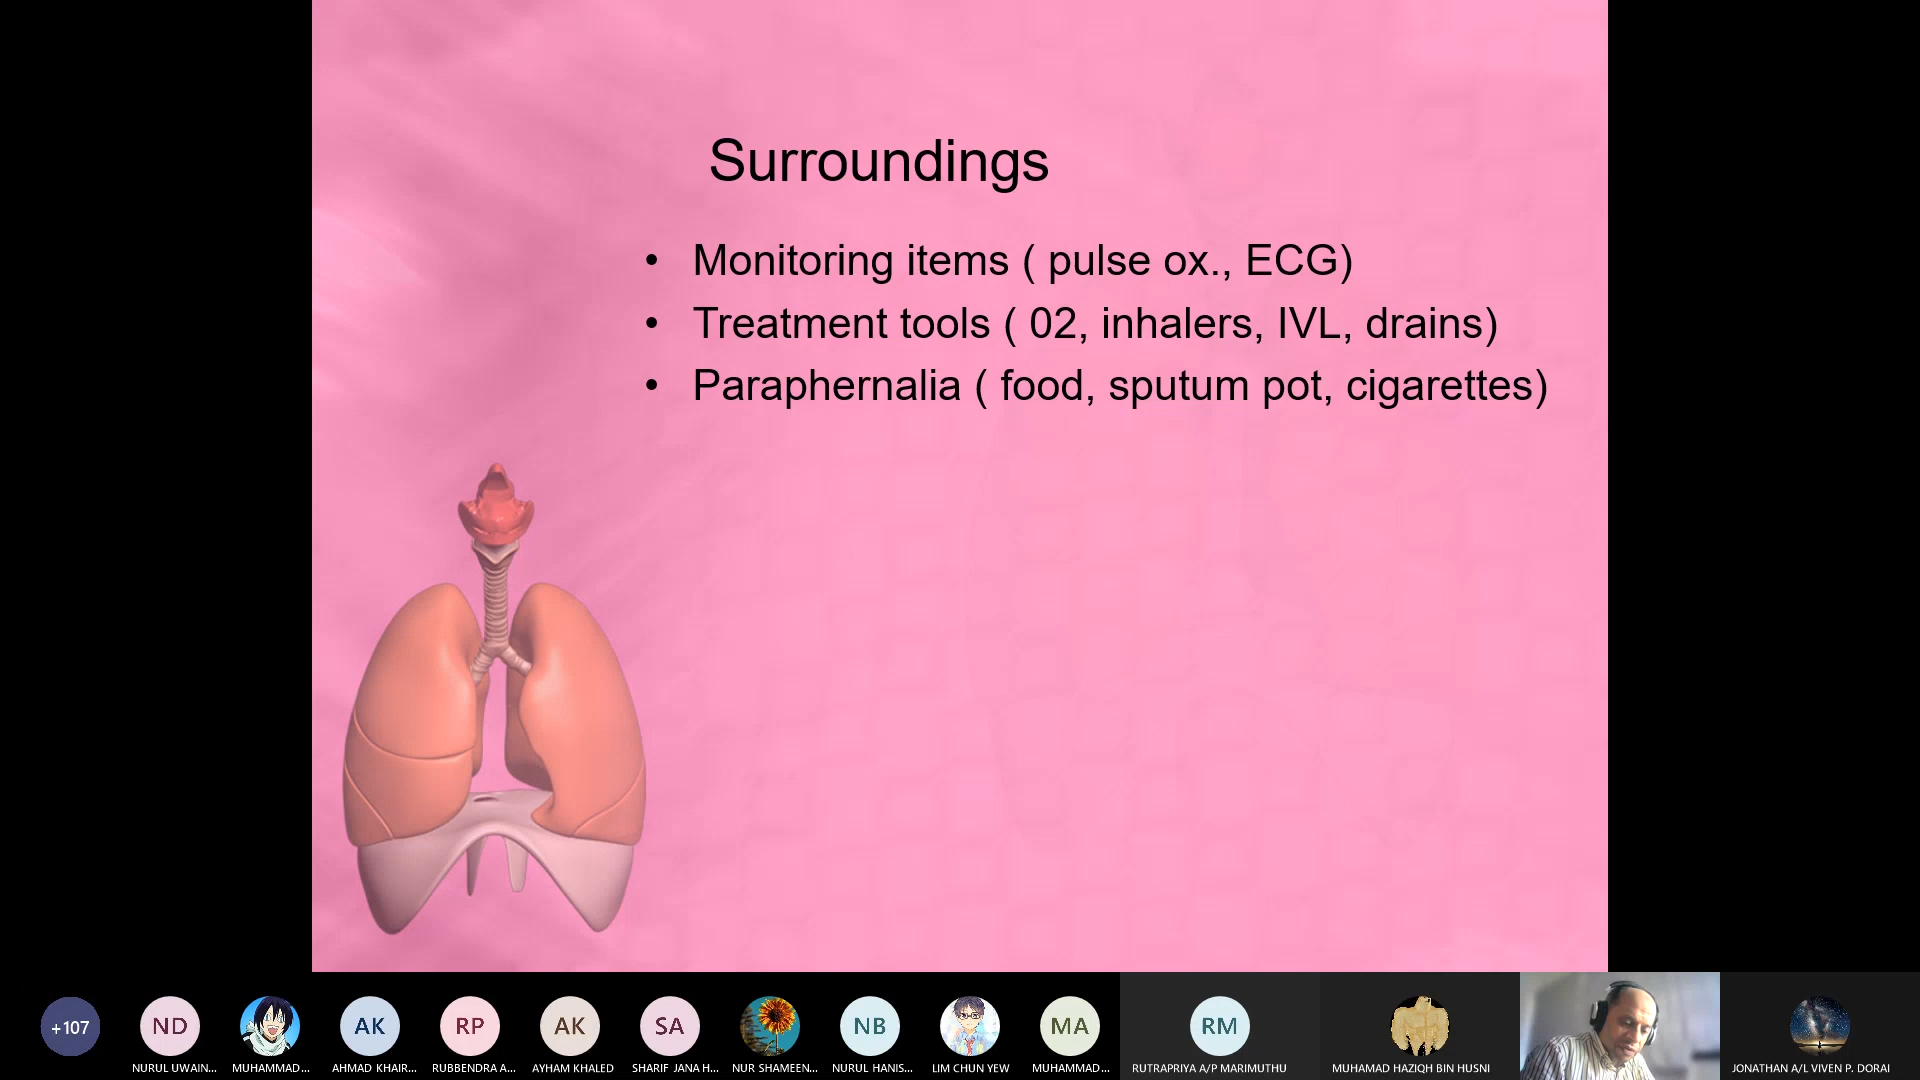 Surroundings
• Monitoring items ( pulse ox., ECG)
• Treatment tools ( 02, inhalers, IVL, drains)
• Paraphernalia ( food, sputum pot, cigarettes)
+107
ND
AK
RP
AK
SA
NB
MA
RM
NURUL UWAIN...
MUHAMMAD...
AHMAD KHAIR...
RUBBENDRA A...
AYHAM KHALED
SHARIF JANA H...
NUR SHAMEEN...
NURUL HANIS...
LIM CHUN YEW
MUHAMMAD...
RUTRAPRIYA A/P MARIMUTHU
MUHAMAD HAZIQH BIN HUSNI
JONATHAN A/L VIVEN P. DORAI